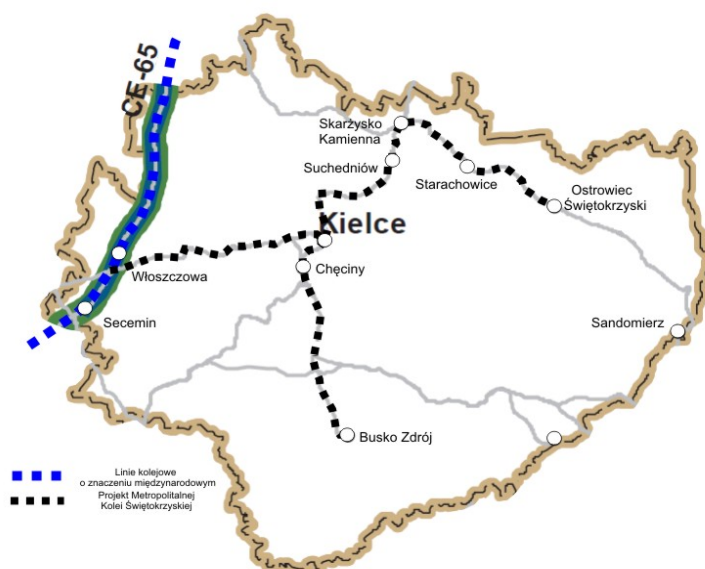 CE-65
Skarżysko
Kamienna
Suchedniów
Starachowice
Ostrowiec
Świętokrzyski
Kielce
Włoszczowa
Chęciny
Secemin
Sandomierz
Busko Zdrój
Linie kolejowe
o znaczeniu międzynarodowym
Projekt Metropolitalnej
Kolei Świętokrzyskiej